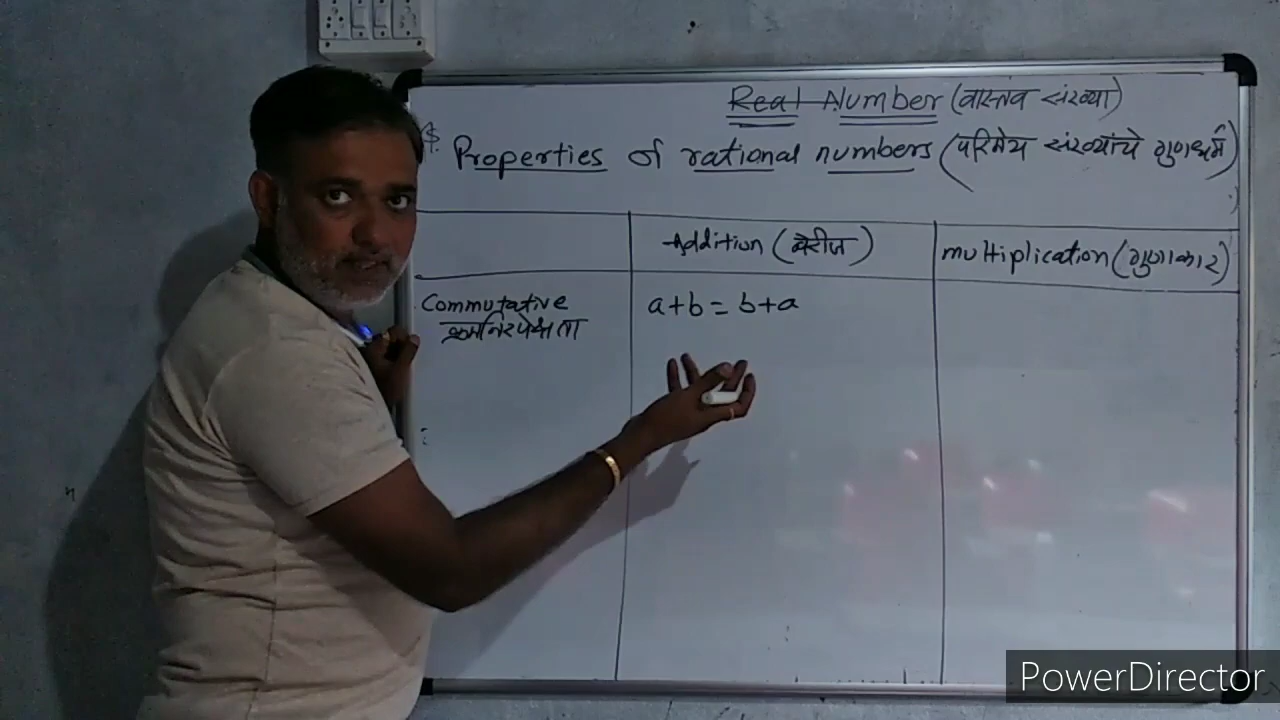 Real Number (वास्तव संख्या)
Properties of rational numbers (परिमेय संख्यांचे गुणधर्म)
Addition (बेरीज) multiplication (गुणाकार)
Commutative a+b = b+a
क्रमनिरपेक्षता
PowerDirector